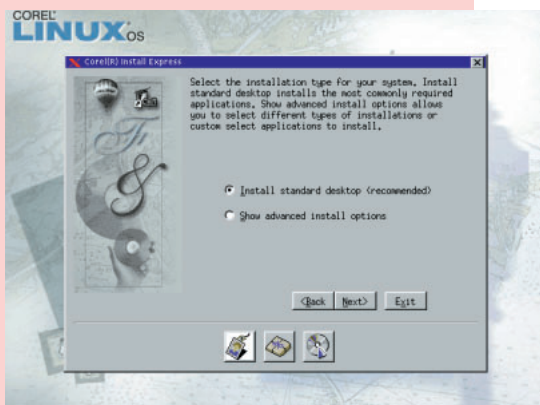 COREL
LINUX OS
Corel(R) Install Express
Select the installation type for your system. Install
standard desktop installs the most commonly required
applications. Show advanced install options allows
you to select different types of installations or
custom select applications to install.
Install standard desktop (recommended)
Show advanced install options
<Back Next> Exit